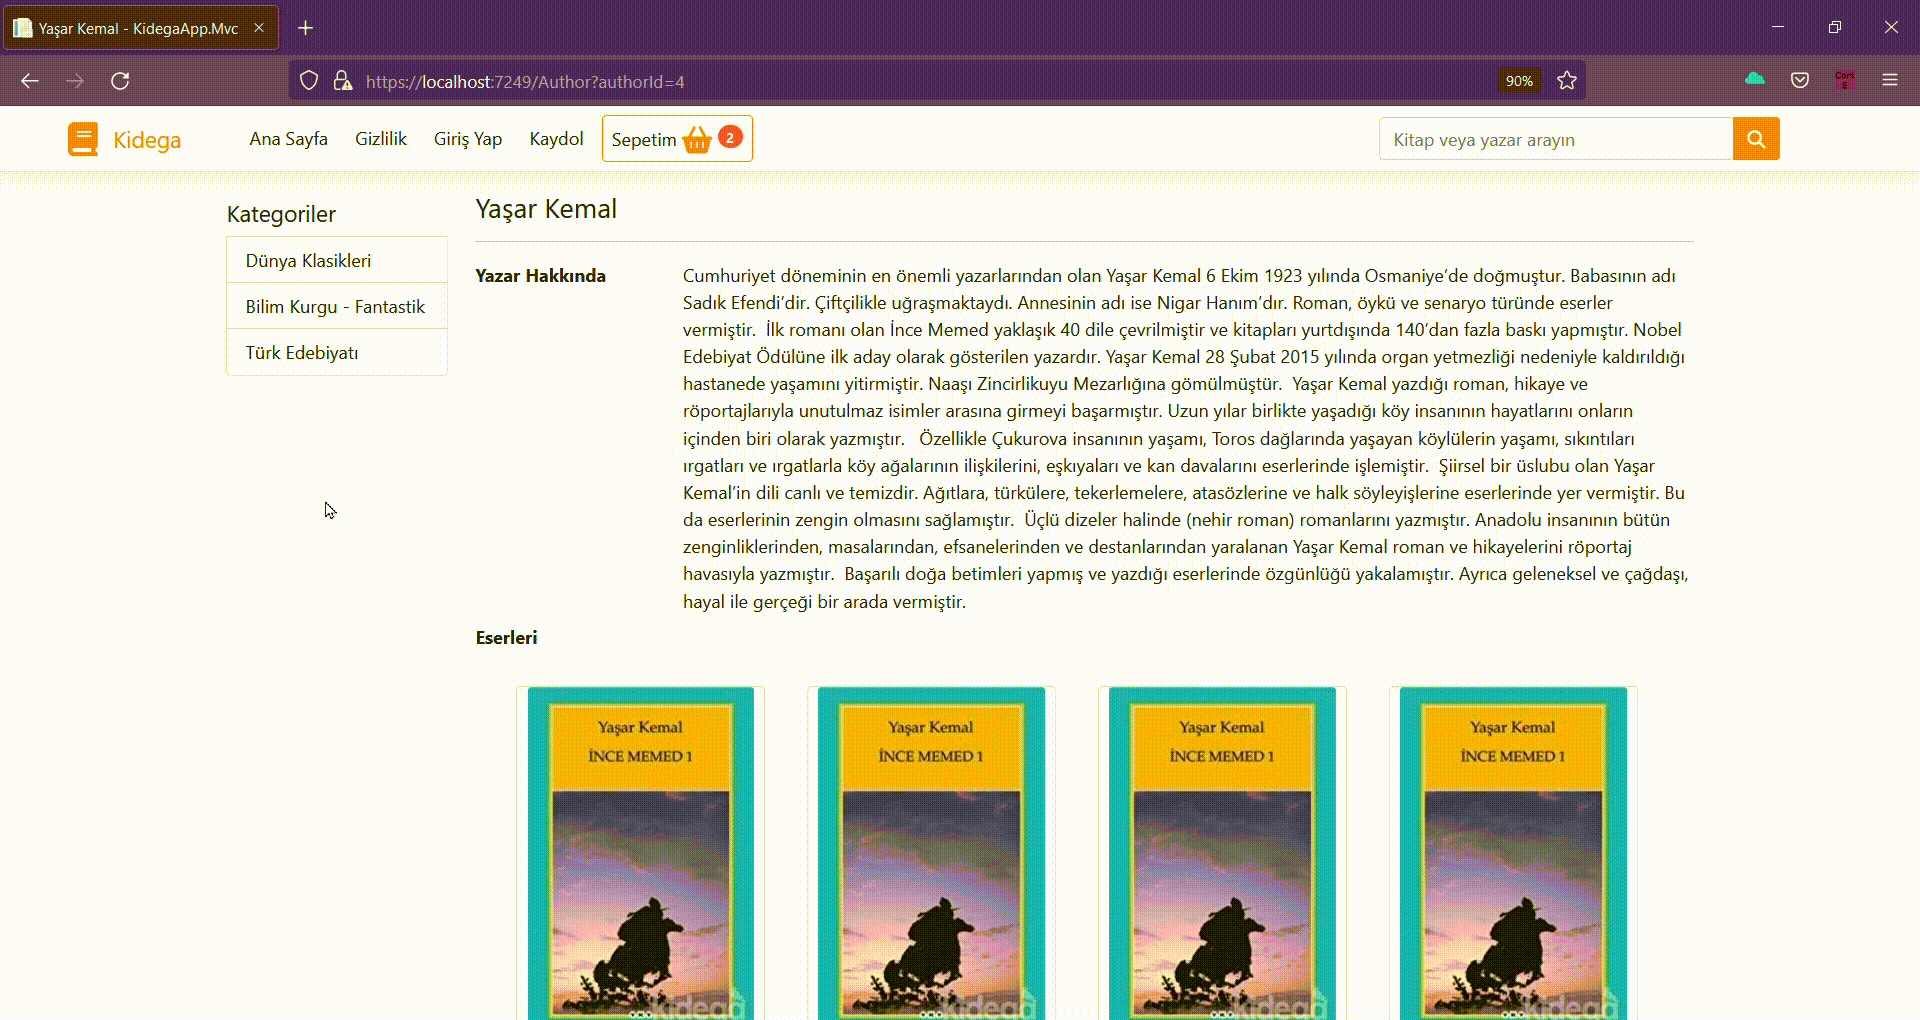 Yaşar Kemal - KidegaApp.Mvc
https://localhost:7249/Author?authorId=4
90%
Cors
6
Kidega
Ana Sayfa
Gizlilik
Giriş Yap
Kaydol
Sepetim 2
Kitap veya yazar arayın
Kategoriler
Dünya Klasikleri
Bilim Kurgu - Fantastik
Türk Edebiyatı
Yaşar Kemal
Yazar Hakkında
Cumhuriyet döneminin en önemli yazarlarından olan Yaşar Kemal 6 Ekim 1923 yılında Osmaniye’de doğmuştur. Babasının adı
Sadık Efendi’dir. Çiftçilikle uğraşmaktaydı. Annesinin adı ise Nigar Hanım’dır. Roman, öykü ve senaryo türünde eserler
vermiştir.  İlk romanı olan İnce Memed yaklaşık 40 dile çevrilmiştir ve kitapları yurtdışında 140’dan fazla baskı yapmıştır. Nobel
Edebiyat Ödülüne ilk aday olarak gösterilen yazardır. Yaşar Kemal 28 Şubat 2015 yılında organ yetmezliği nedeniyle kaldırıldığı
hastanede yaşamını yitirmiştir. Naaşı Zincirlikuyu Mezarlığına gömülmüştür.  Yaşar Kemal yazdığı roman, hikaye ve
röportajlarıyla unutulmaz isimler arasına girmeyi başarmıştır. Uzun yılar birlikte yaşadığı köy insanının hayatlarını onların
içinden biri olarak yazmıştır.   Özellikle Çukurova insanının yaşamı, Toros dağlarında yaşayan köylülerin yaşamı, sıkıntıları
ırgatları ve ırgatlarla köy ağalarının ilişkilerini, eşkıyaları ve kan davalarını eserlerinde işlemiştir.  Şiirsel bir üslubu olan Yaşar
Kemal’in dili canlı ve temizdir. Ağıtlara, türkülere, tekerlemelere, atasözlerine ve halk söyleyişlerine eserlerinde yer vermiştir. Bu
da eserlerinin zengin olmasını sağlamıştır.  Üçlü dizeler halinde (nehir roman) romanlarını yazmıştır. Anadolu insanının bütün
zenginliklerinden, masalarından, efsanelerinden ve destanlarından yaralanan Yaşar Kemal roman ve hikayelerini röportaj
havasıyla yazmıştır.  Başarılı doğa betimleri yapmış ve yazdığı eserlerinde özgünlüğü yakalamıştır. Ayrıca geleneksel ve çağdaşı,
hayal ile gerçeği bir arada vermiştir.
Eserleri
Yaşar Kemal
İNCE MEMED 1
kidega
Yaşar Kemal
İNCE MEMED 1
kidega
Yaşar Kemal
İNCE MEMED 1
kidega
Yaşar Kemal
İNCE MEMED 1
kidega